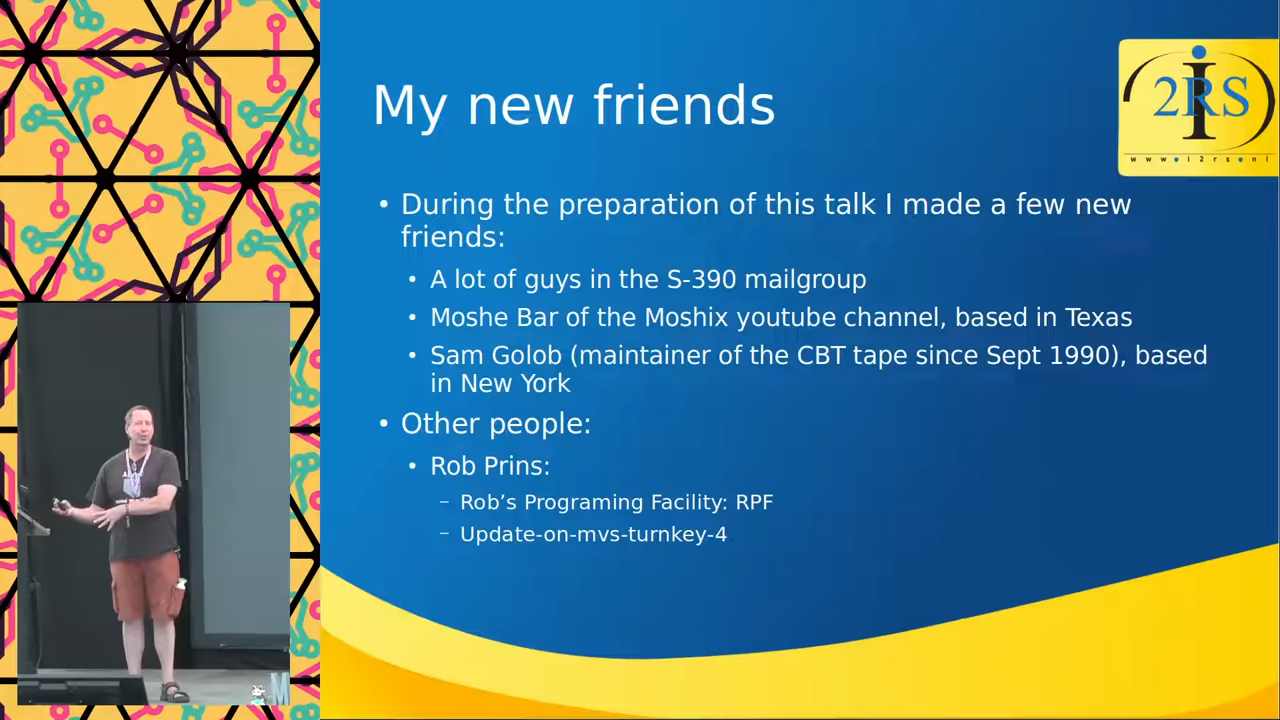 My new friends
2RS
i
www.i2rs.nl
• During the preparation of this talk I made a few new
friends:
• A lot of guys in the S-390 mailgroup
• Moshe Bar of the Moshix youtube channel, based in Texas
• Sam Golob (maintainer of the CBT tape since Sept 1990), based
in New York
• Other people:
• Rob Prins:
– Rob’s Programing Facility: RPF
– Update-on-mvs-turnkey-4
M